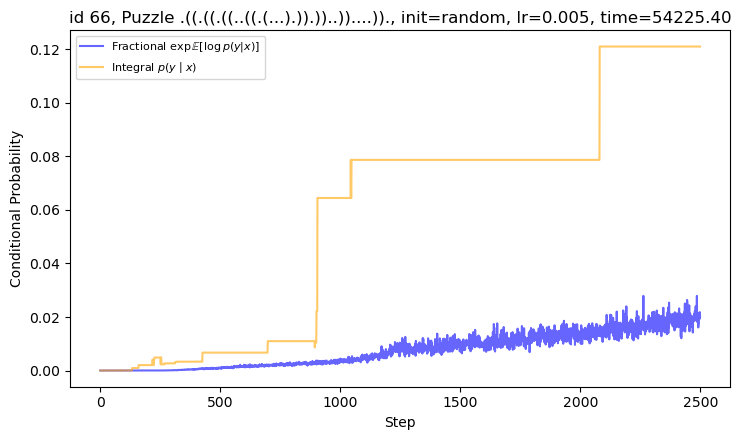 id 66, Puzzle .((.((.((..((.(...).)).))..))....))., init=random, lr=0.005, time=54225.40
Fractional exp𝔼[log p(y|x)]
Integral p(y | x)
Conditional Probability
0.12
0.10
0.08
0.06
0.04
0.02
0.00
0
500
1000
1500
2000
2500
Step